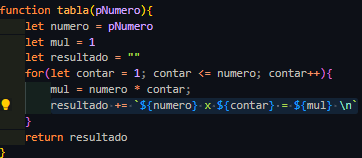 function tabla(pNumero){
let numero = pNumero
let mul = 1
let resultado = ""
for(let contar = 1; contar <= numero; contar++){
mul = numero * contar;
resultado += `${numero} x ${contar} = ${mul} \n`
}
return resultado
}